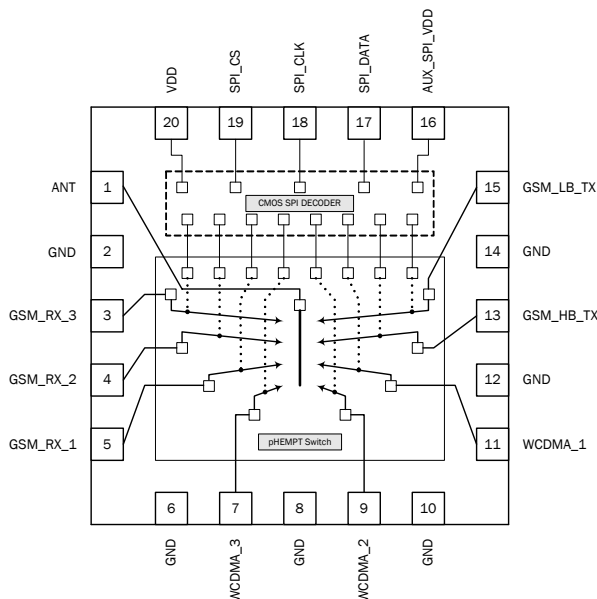 VDD
SPI_CS
SPI_CLK
SPI_DATA
AUX_SPI_VDD
20
19
18
17
16
ANT
1
CMOS SPI DECODER
15
GSM_LB_TX
GND
2
14
GND
GSM_RX_3
3
13
GSM_HB_TX
GSM_RX_2
4
12
GND
GSM_RX_1
5
pHEMPT Switch
11
WCDMA_1
6
7
8
9
10
GND
WCDMA_3
GND
WCDMA_2
GND